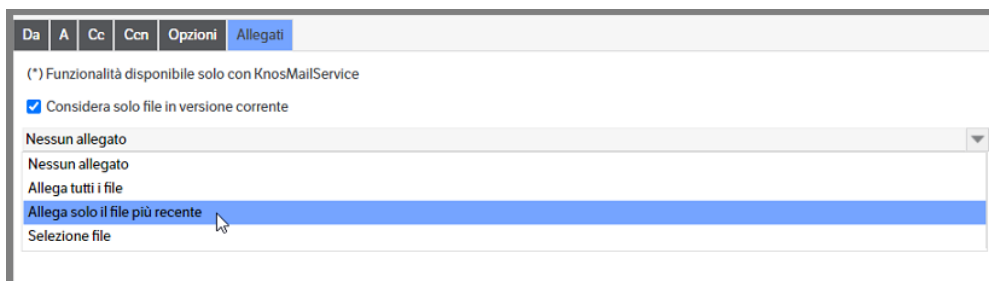 Da A Cc Ccn Opzioni Allegati
(*) Funzionalità disponibile solo con KnosMailService
Considera solo file in versione corrente
Nessun allegato
Nessun allegato
Allega tutti i file
Allega solo il file più recente
Selezione file